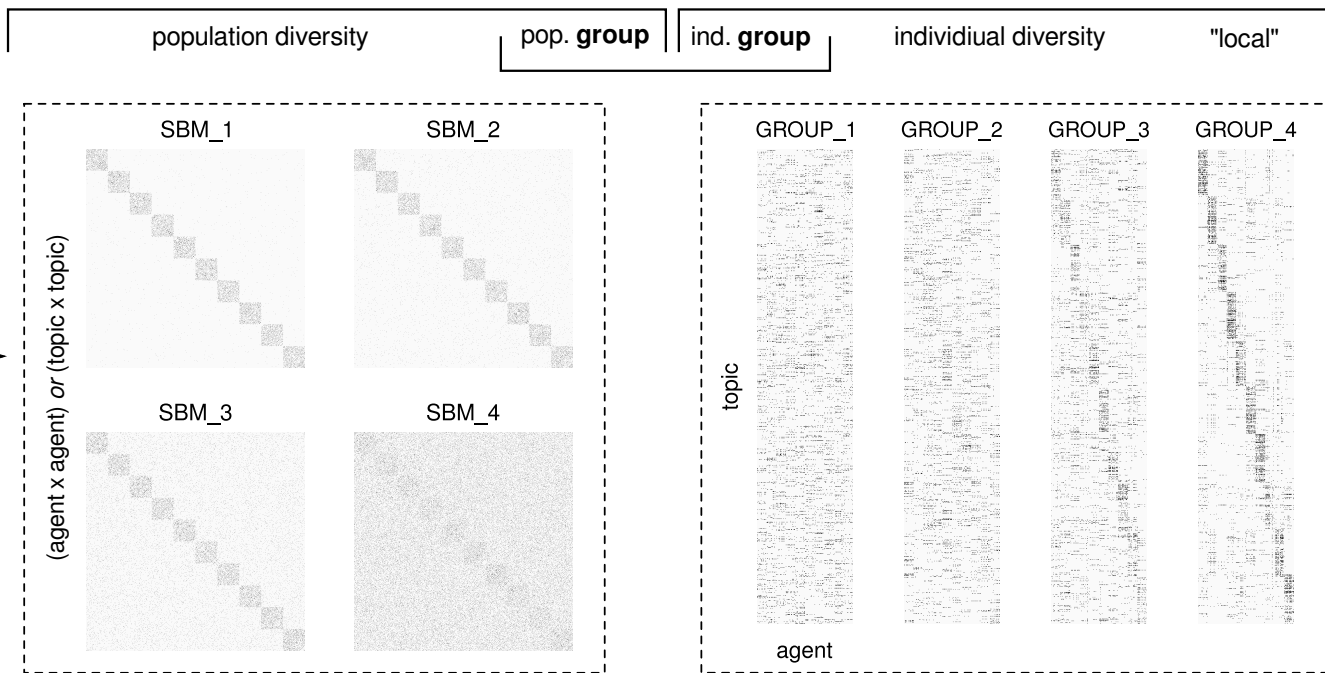 population diversity
pop. group
ind. group
individiual diversity
"local"
SBM_1
SBM_2
SBM_3
SBM_4
(agent x agent) or (topic x topic)
GROUP_1
GROUP_2
GROUP_3
GROUP_4
topic
agent